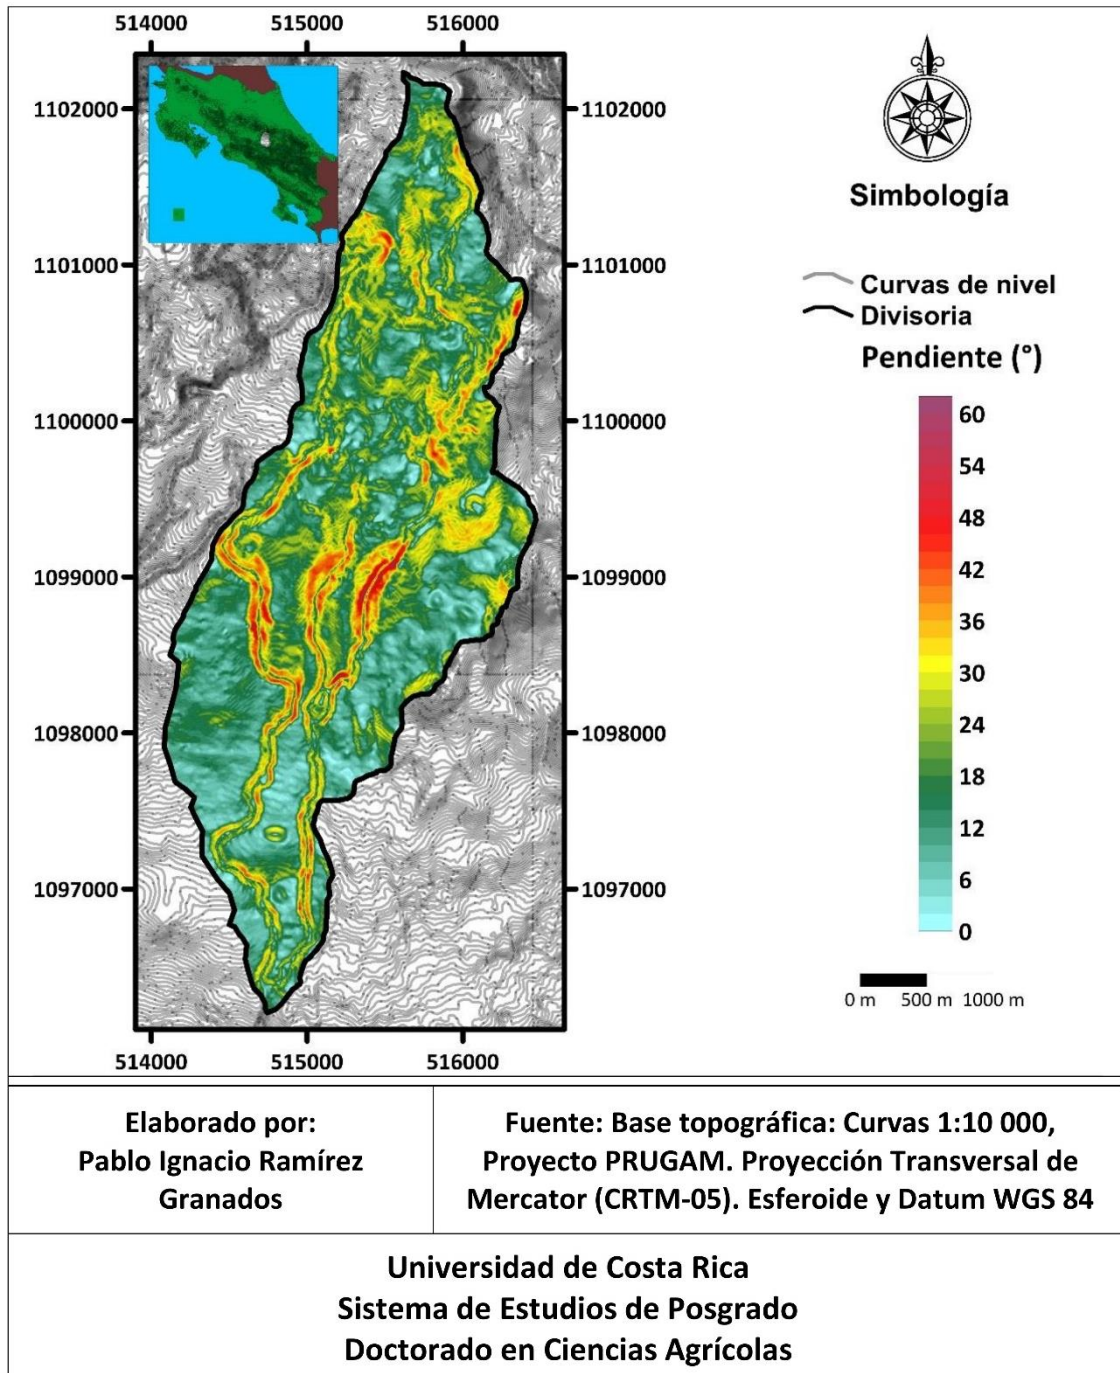 514000 515000 516000
1102000 1102000
1101000 1101000
1100000 1100000
1099000 1099000
1098000 1098000
1097000 1097000
514000 515000 516000
Simbología
Curvas de nivel
Divisoria
Pendiente (°)
60
54
48
42
36
30
24
18
12
6
0
0 m 500 m 1000 m
Elaborado por:
Pablo Ignacio Ramírez
Granados
Fuente: Base topográfica: Curvas 1:10 000,
Proyecto PRUGAM. Proyección Transversal de
Mercator (CRTM-05). Esferoide y Datum WGS 84
Universidad de Costa Rica
Sistema de Estudios de Posgrado
Doctorado en Ciencias Agrícolas